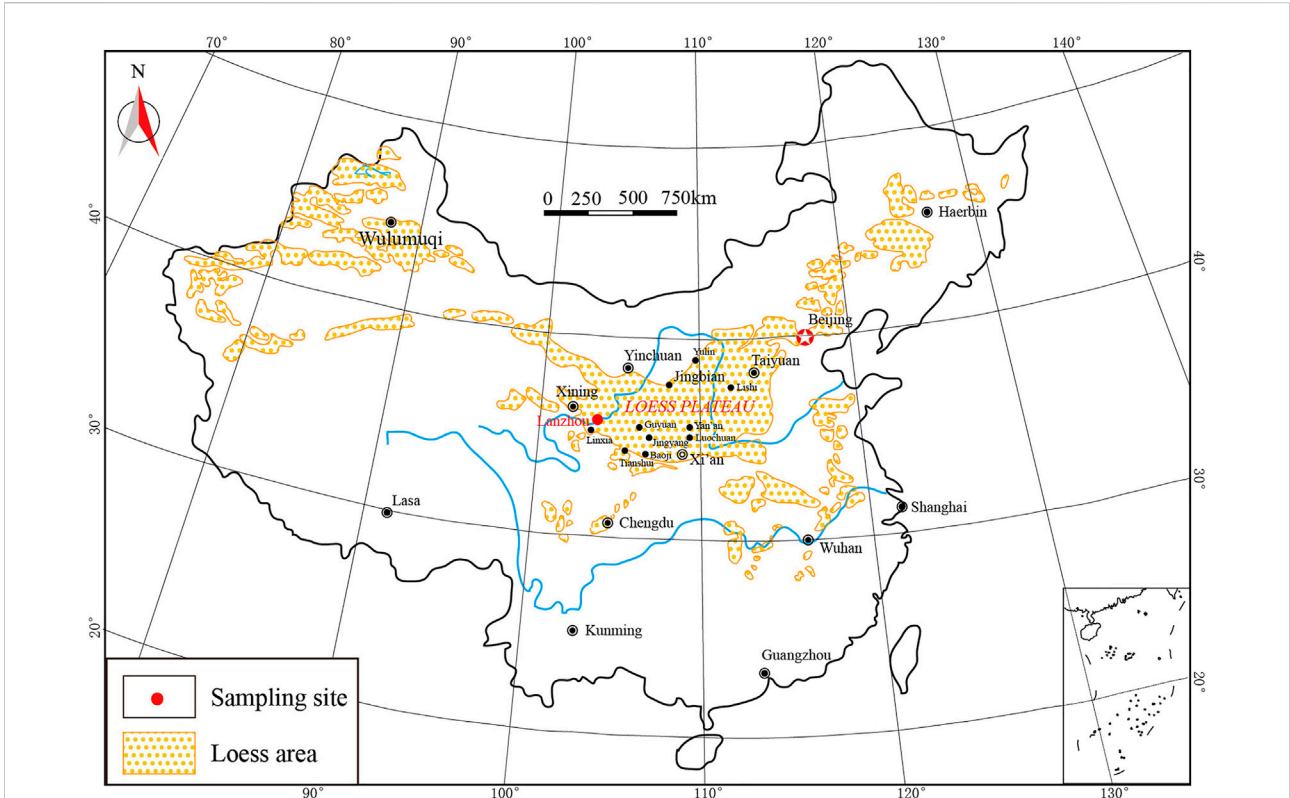 70°
80°
90°
100°
110°
120°
130°
140°
N
0 250 500 750km
40°
Haerbin
Wulumuqi
40°
Beijing
Yinchuan
Yulin
Taiyuan
Jingbian
Lishi
Xining
LOESS PLATEAU
Lanzhou
Guyuan
Yan'an
Linxia
Jingyang
Luochuan
Tianshui
Baoji
Xi'an
30°
30°
Lasa
Chengdu
Shanghai
Wuhan
20°
Kunming
Guangzhou
20°
Sampling site
Loess area
90°
100°
110°
120°
130°